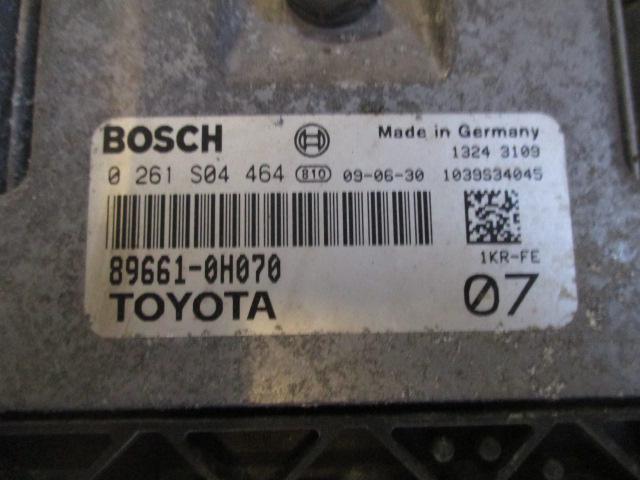 BOSCH Made in Germany
1324 3109
0 261 S04 464 810 09-06-30 1039S34045
89661-0H070 1KR-FE
TOYOTA 07